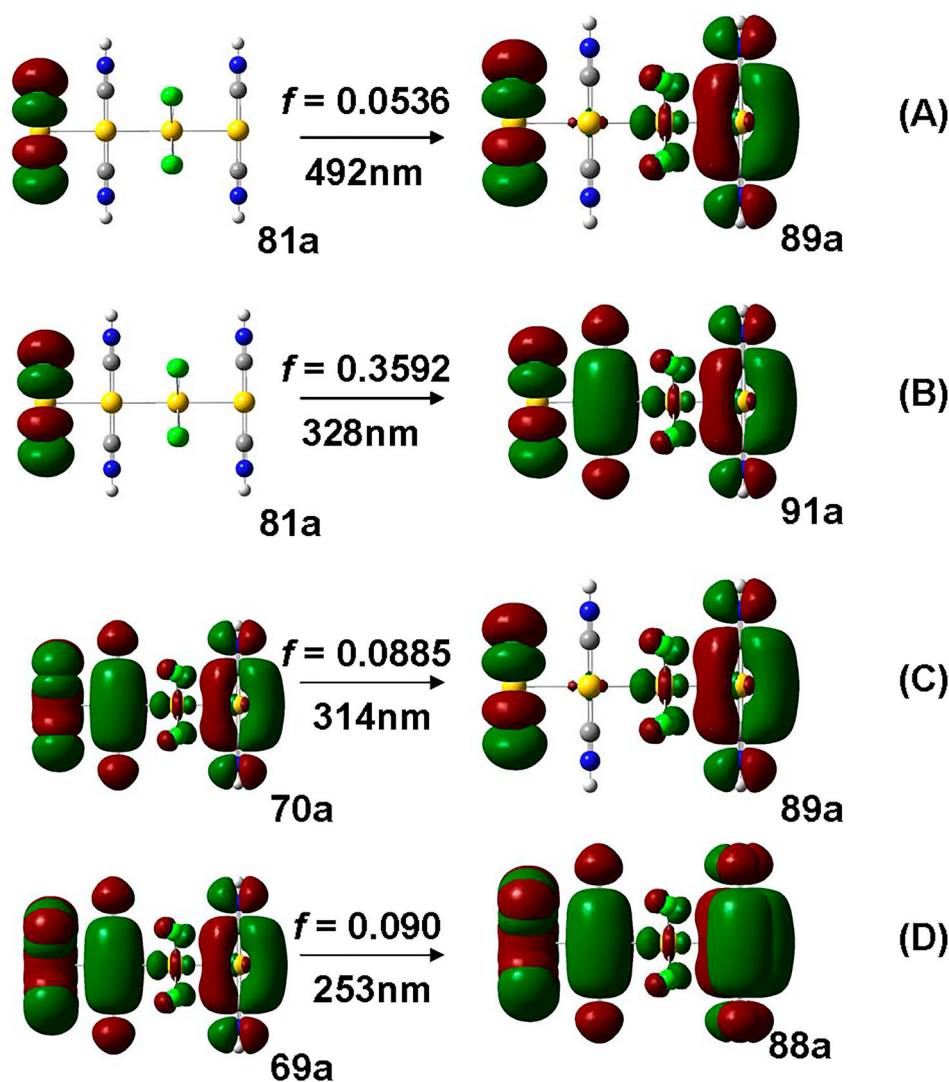 f = 0.0536
492nm
(A)
81a
89a
f = 0.3592
328nm
(B)
81a
91a
f = 0.0885
314nm
(C)
70a
89a
f = 0.090
253nm
(D)
69a
88a